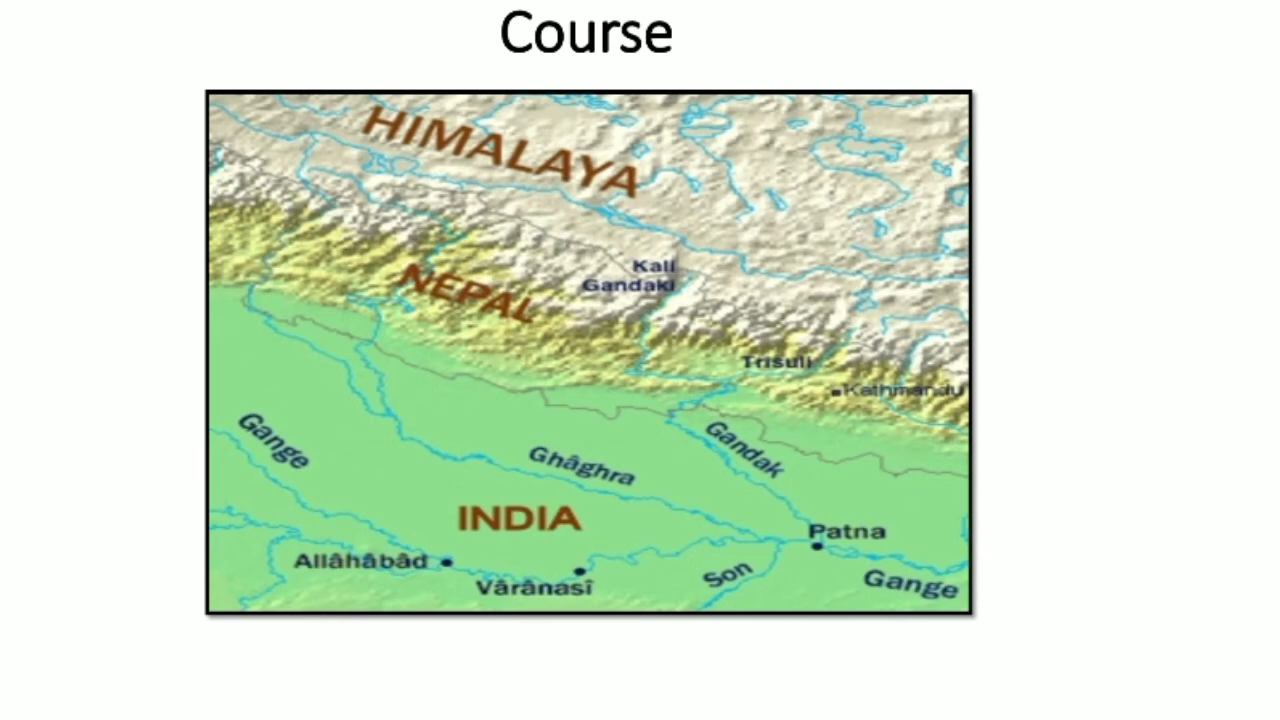 Course
HIMALAYA
Kali
Gandaki
NEPAL
Trisuli
Kathmandu
Gange
Ghâghra
Gandak
INDIA
Patna
Allâhâbâd
Vârânasî
Son
Gange